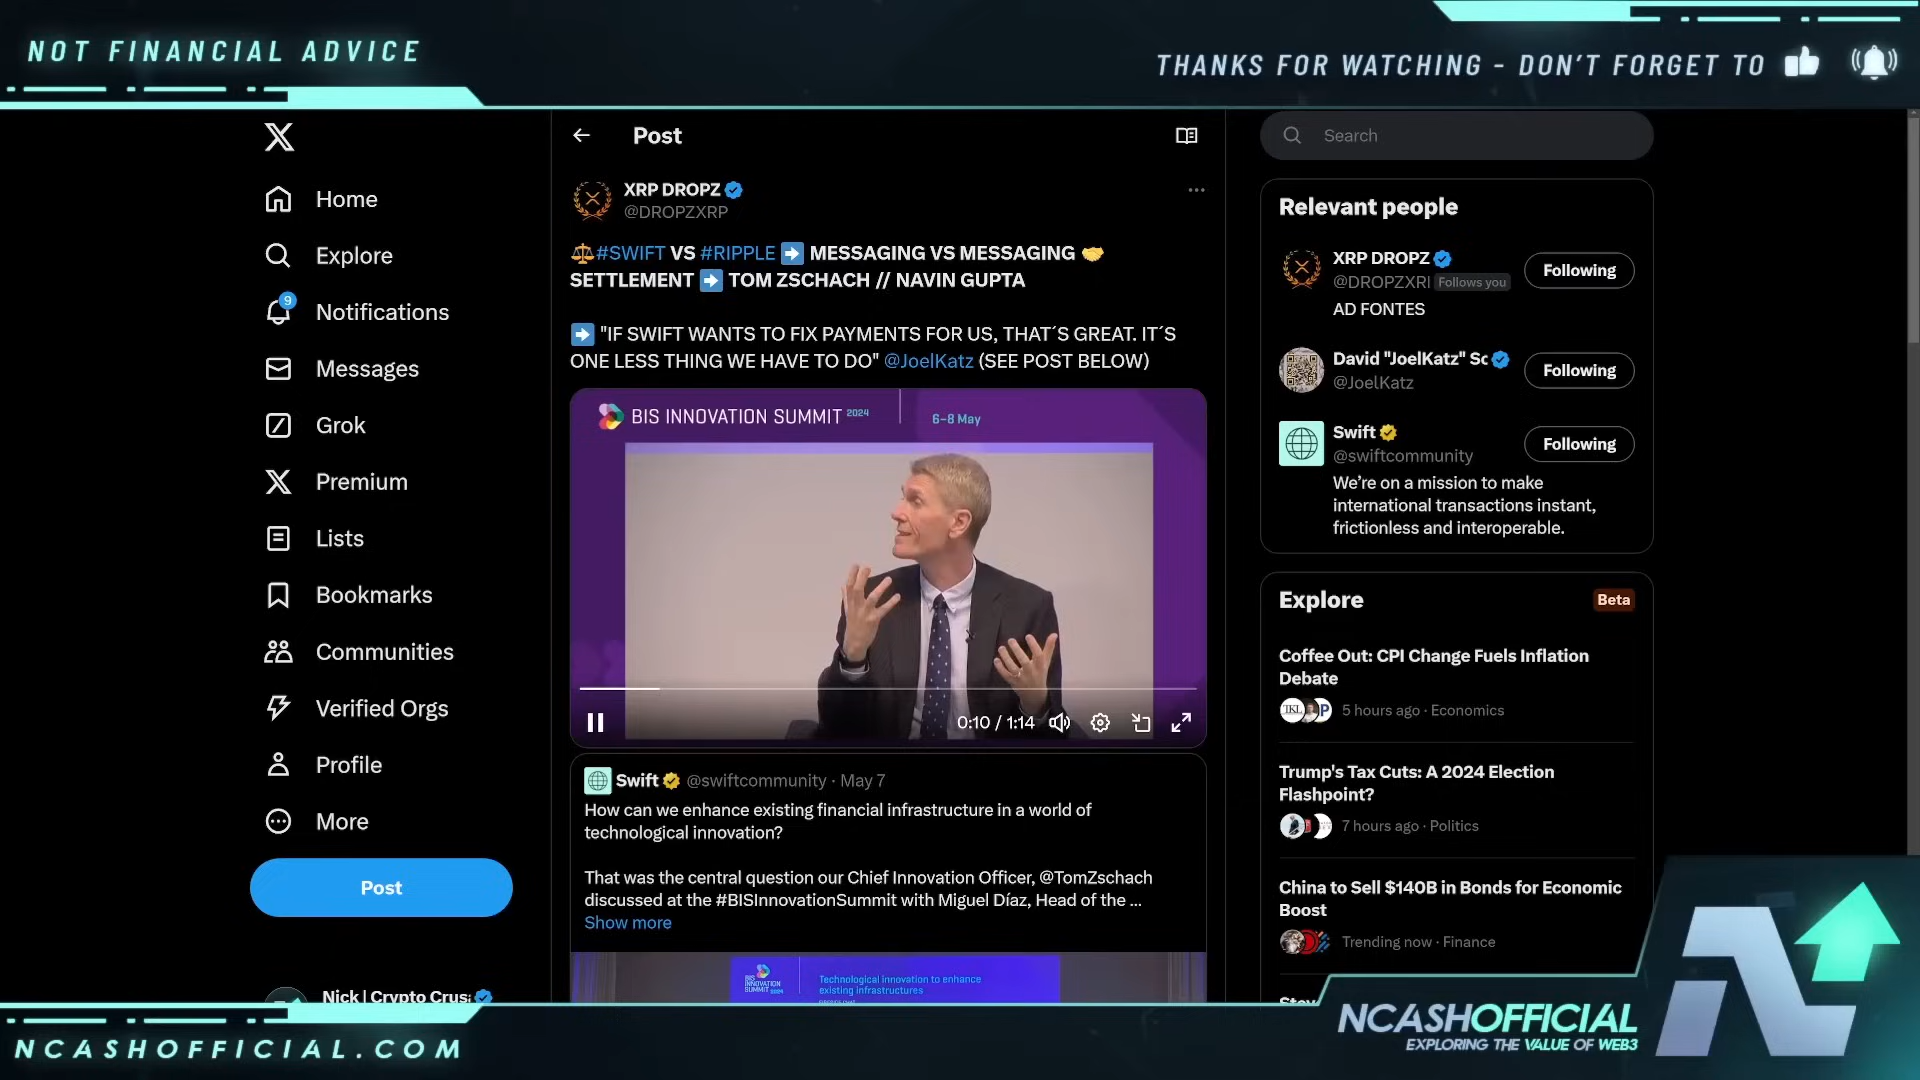 NOT FINANCIAL ADVICE
THANKS FOR WATCHING - DON'T FORGET TO
Home
Explore
9
Notifications
Messages
Grok
Premium
Lists
Bookmarks
Communities
Verified Orgs
Profile
More
Post
Nick | Crypto Crus
Post
XRP DROPZ
@DROPZXRP
#SWIFT VS #RIPPLE ➡️ MESSAGING VS MESSAGING
SETTLEMENT ➡️ TOM ZSCHACH // NAVIN GUPTA
➡️ "IF SWIFT WANTS TO FIX PAYMENTS FOR US, THAT´S GREAT. IT´S
ONE LESS THING WE HAVE TO DO" @JoelKatz (SEE POST BELOW)
BIS INNOVATION SUMMIT 2024
6–8 May
0:10 / 1:14
Swift @swiftcommunity · May 7
How can we enhance existing financial infrastructure in a world of
technological innovation?
That was the central question our Chief Innovation Officer, @TomZschach
discussed at the #BISInnovationSummit with Miguel Díaz, Head of the ...
Show more
BIS
INNOVATION
SUMMIT 2024
Technological innovation to enhance
existing infrastructures
Search
Relevant people
XRP DROPZ
@DROPZXRI Follows you
Following
AD FONTES
David "JoelKatz" Sc
@JoelKatz
Following
Swift
@swiftcommunity
Following
We're on a mission to make
international transactions instant,
frictionless and interoperable.
Explore
Beta
Coffee Out: CPI Change Fuels Inflation
Debate
TKL
P
5 hours ago · Economics
Trump's Tax Cuts: A 2024 Election
Flashpoint?
7 hours ago · Politics
China to Sell $140B in Bonds for Economic
Boost
Trending now · Finance
NCASHOFFICIAL.COM
NCASHOFFICIAL
EXPLORING THE VALUE OF WEB3